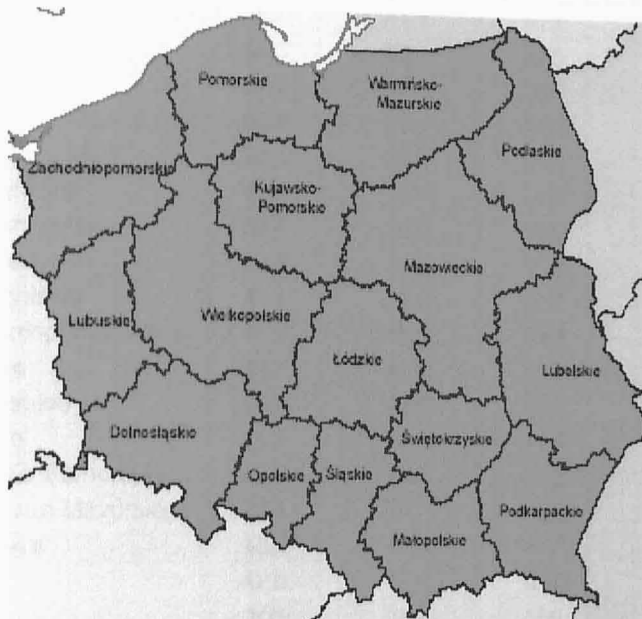 Pomorskie
Warmińsko-
Mazurskie
Podlaskie
Zachodniopomorskie
Kujawsko-
Pomorskie
Mazowieckie
Lubuskie
Wielkopolskie
Łódzkie
Lubelskie
Dolnośląskie
Świętokrzyskie
Opolskie
Śląskie
Podkarpackie
Małopolskie